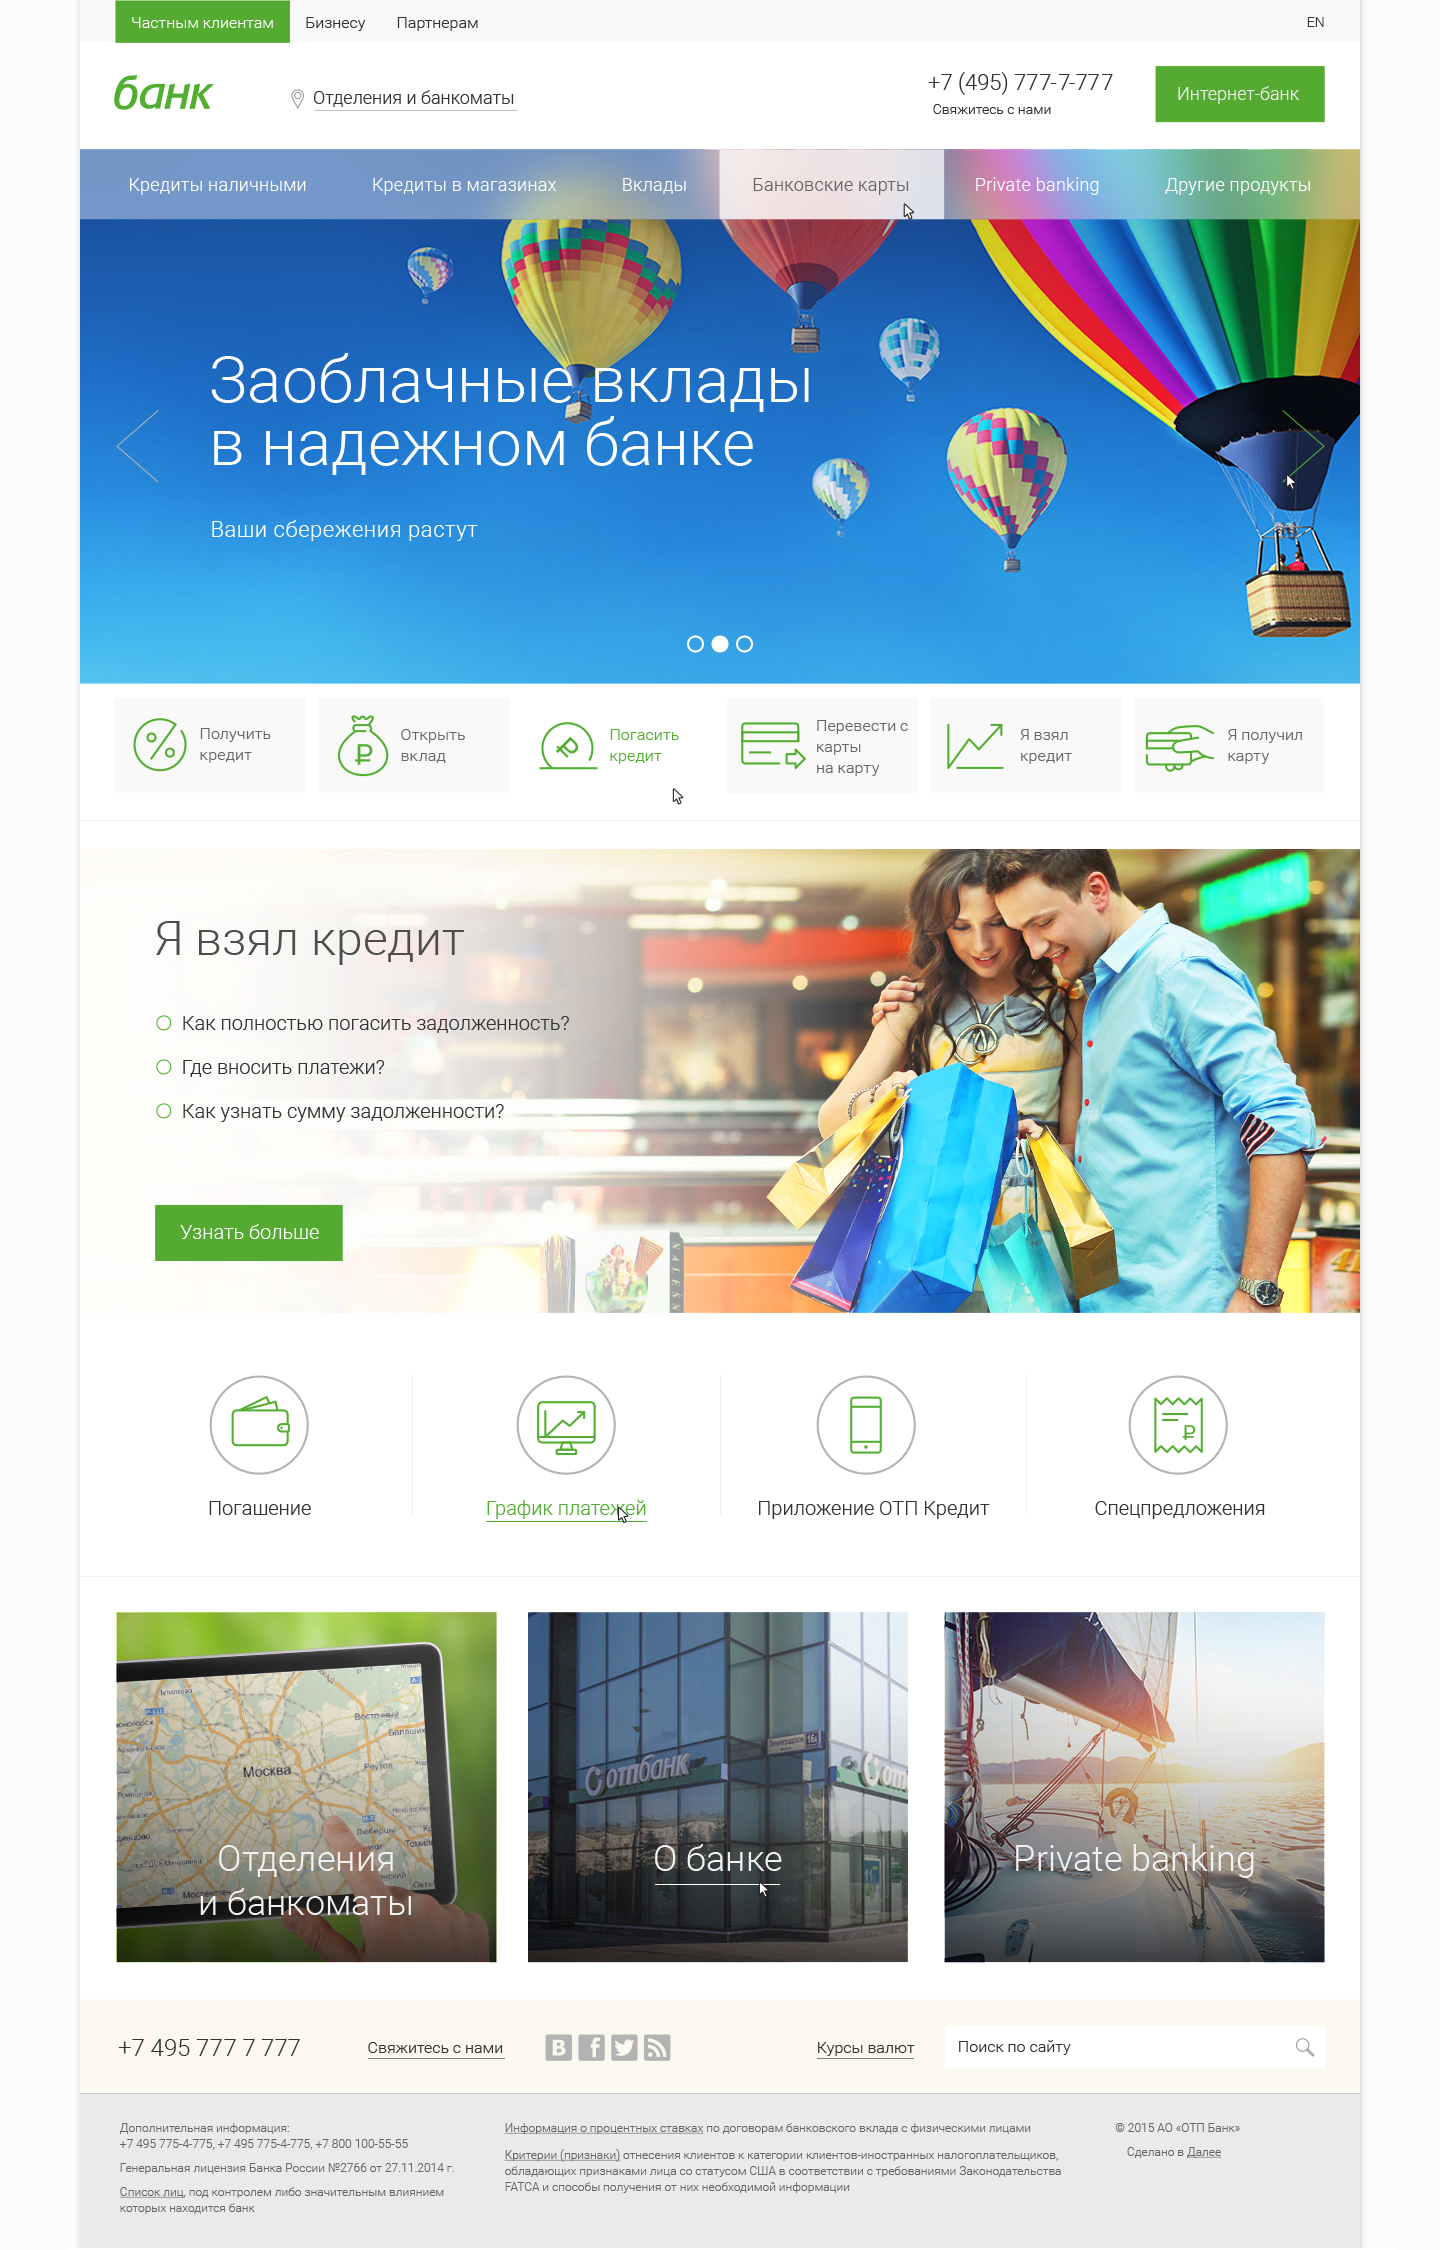 Частным клиентам
Бизнесу
Партнерам
EN
банк
Отделения и банкоматы
+7 (495) 777-7-777
Свяжитесь с нами
Интернет-банк
Кредиты наличными
Кредиты в магазинах
Вклады
Банковские карты
Private banking
Другие продукты
Заоблачные вклады
в надежном банке
Ваши сбережения растут
Получить
кредит
Открыть
вклад
Погасить
кредит
Перевести с
карты
на карту
Я взял
кредит
Я получил
карту
Я взял кредит
Как полностью погасить задолженность?
Где вносить платежи?
Как узнать сумму задолженности?
Узнать больше
Погашение
График платежей
Приложение ОТП Кредит
Спецпредложения
Восточный
Реутов
Москва
Люберцы
Отделения
и банкоматы
отпбанк
16а
отп
О банке
Private banking
+7 495 777 7 777
Свяжитесь с нами
Курсы валют
Поиск по сайту
Дополнительная информация:
+7 495 775-4-775, +7 495 775-4-775, +7 800 100-55-55
Генеральная лицензия Банка России №2766 от 27.11.2014 г.
Список лиц, под контролем либо значительным влиянием
которых находится банк
Информация о процентных ставках по договорам банковского вклада с физическими лицами
Критерии (признаки) отнесения клиентов к категории клиентов-иностранных налогоплательщиков,
обладающих признаками лица со статусом США в соответствии с требованиями Законодательства
FATCA и способы получения от них необходимой информации
© 2015 АО «ОТП Банк»
Сделано в Далее